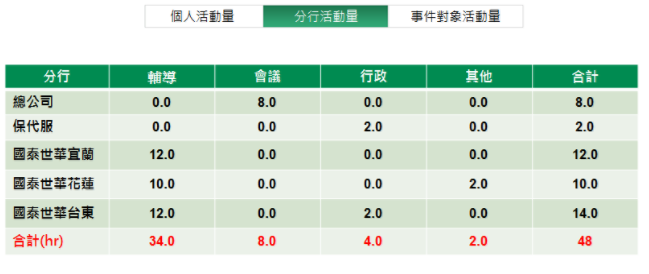 個人活動量 分行活動量 事件對象活動量
分行 輔導 會議 行政 其他 合計
總公司 0.0 8.0 0.0 0.0 8.0
保代服 0.0 0.0 2.0 0.0 2.0
國泰世華宜蘭 12.0 0.0 0.0 0.0 12.0
國泰世華花蓮 10.0 0.0 0.0 2.0 10.0
國泰世華台東 12.0 0.0 2.0 0.0 14.0
合計(hr) 34.0 8.0 4.0 2.0 48